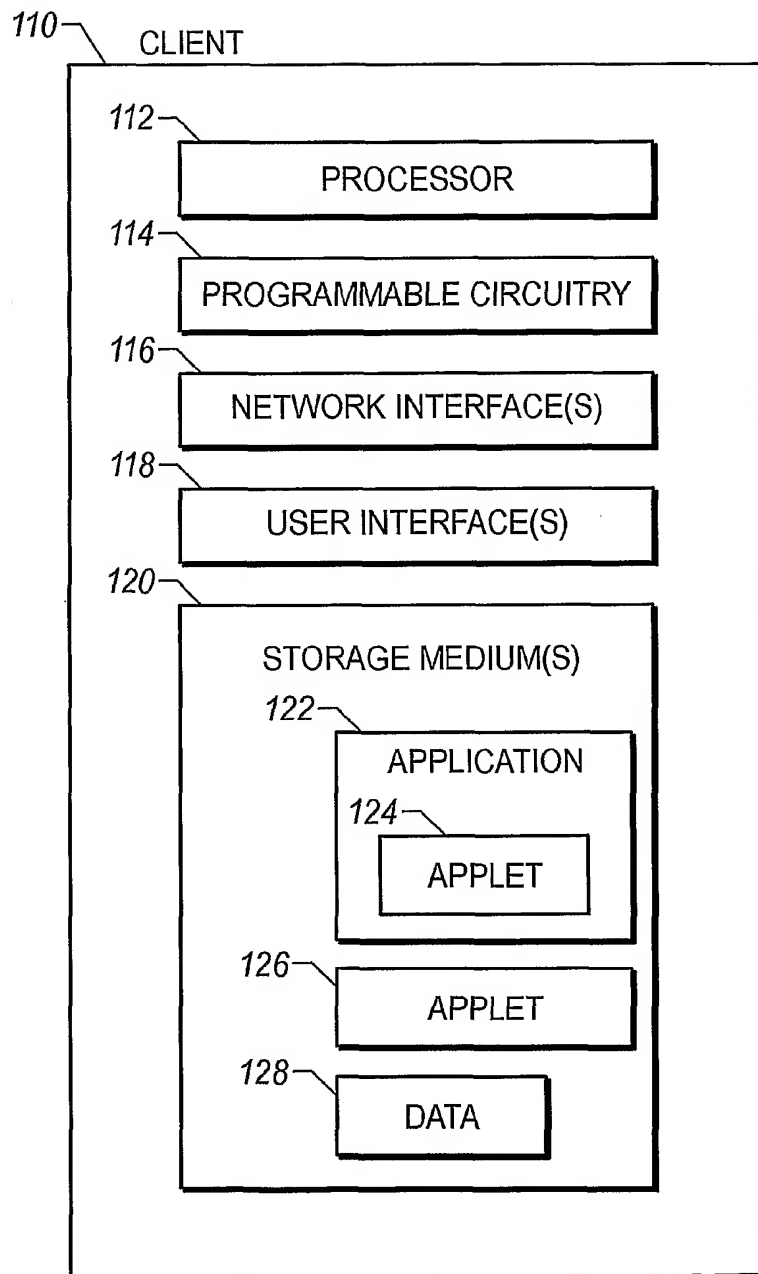 110
CLIENT
112
PROCESSOR
114
PROGRAMMABLE CIRCUITRY
116
NETWORK INTERFACE(S)
118
USER INTERFACE(S)
120
STORAGE MEDIUM(S)
122
APPLICATION
124
APPLET
126
APPLET
128
DATA